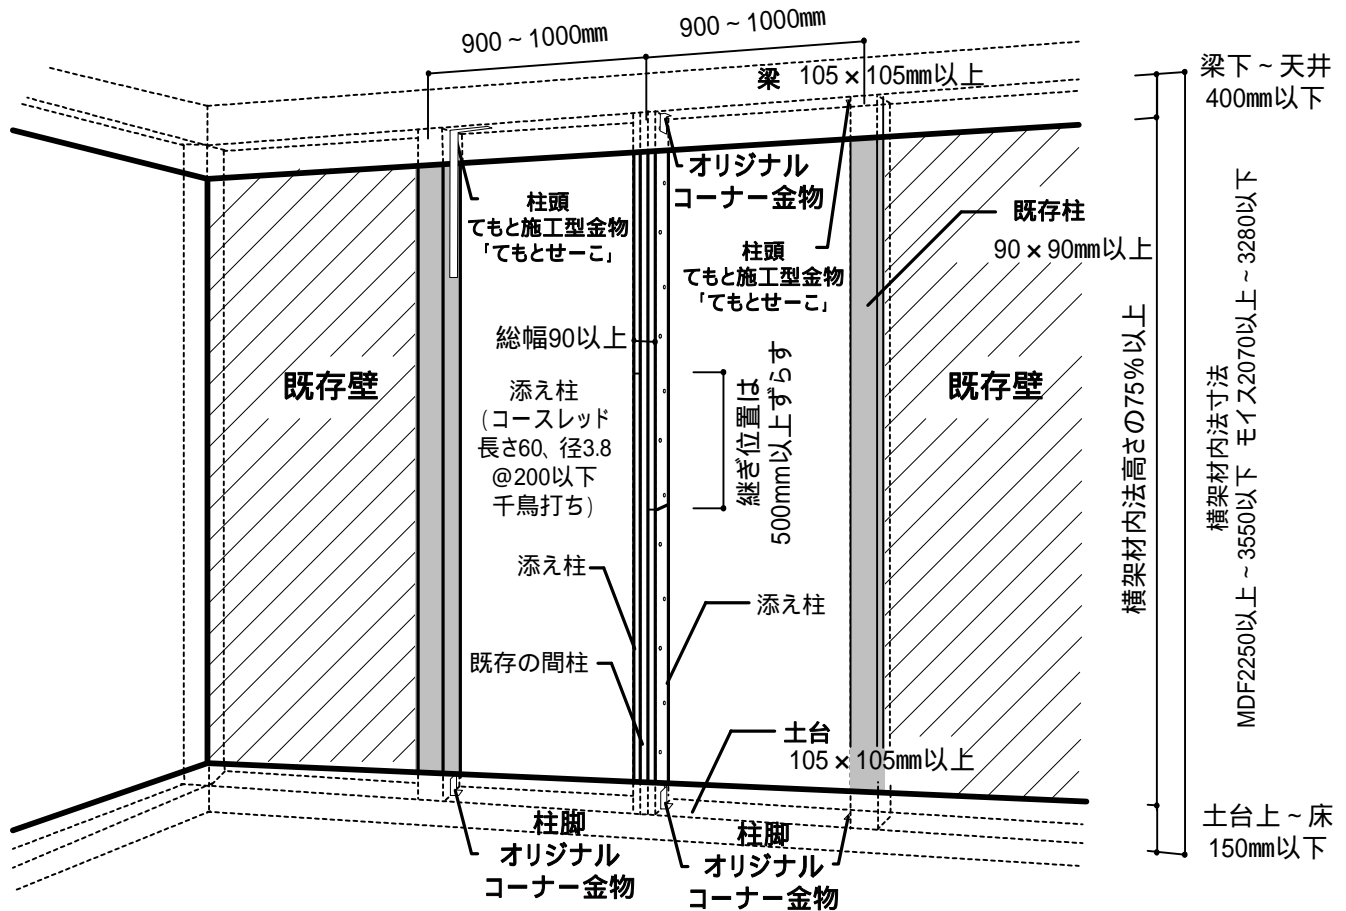 900～1000mm
900～1000mm
梁 105×105mm以上
梁下～天井
400mm以下
オリジナル
コーナー金物
柱頭
てもと施工型金物
「てもとせーこ」
柱頭
てもと施工型金物
「てもとせーこ」
既存柱
90×90mm以上
総幅90以上
既存壁
既存壁
添え柱
(コースレッド
長さ60、径3.8
@200以下
千鳥打ち)
継ぎ位置は
500mm以上ずらす
添え柱
添え柱
既存の間柱
土台
105×105mm以上
横架材内法高さの75％以上
横架材内法寸法
MDF2250以上～3550以下 モイス2070以上～3280以下
土台上～床
150mm以下
柱脚
オリジナル
コーナー金物
柱脚
オリジナル
コーナー金物